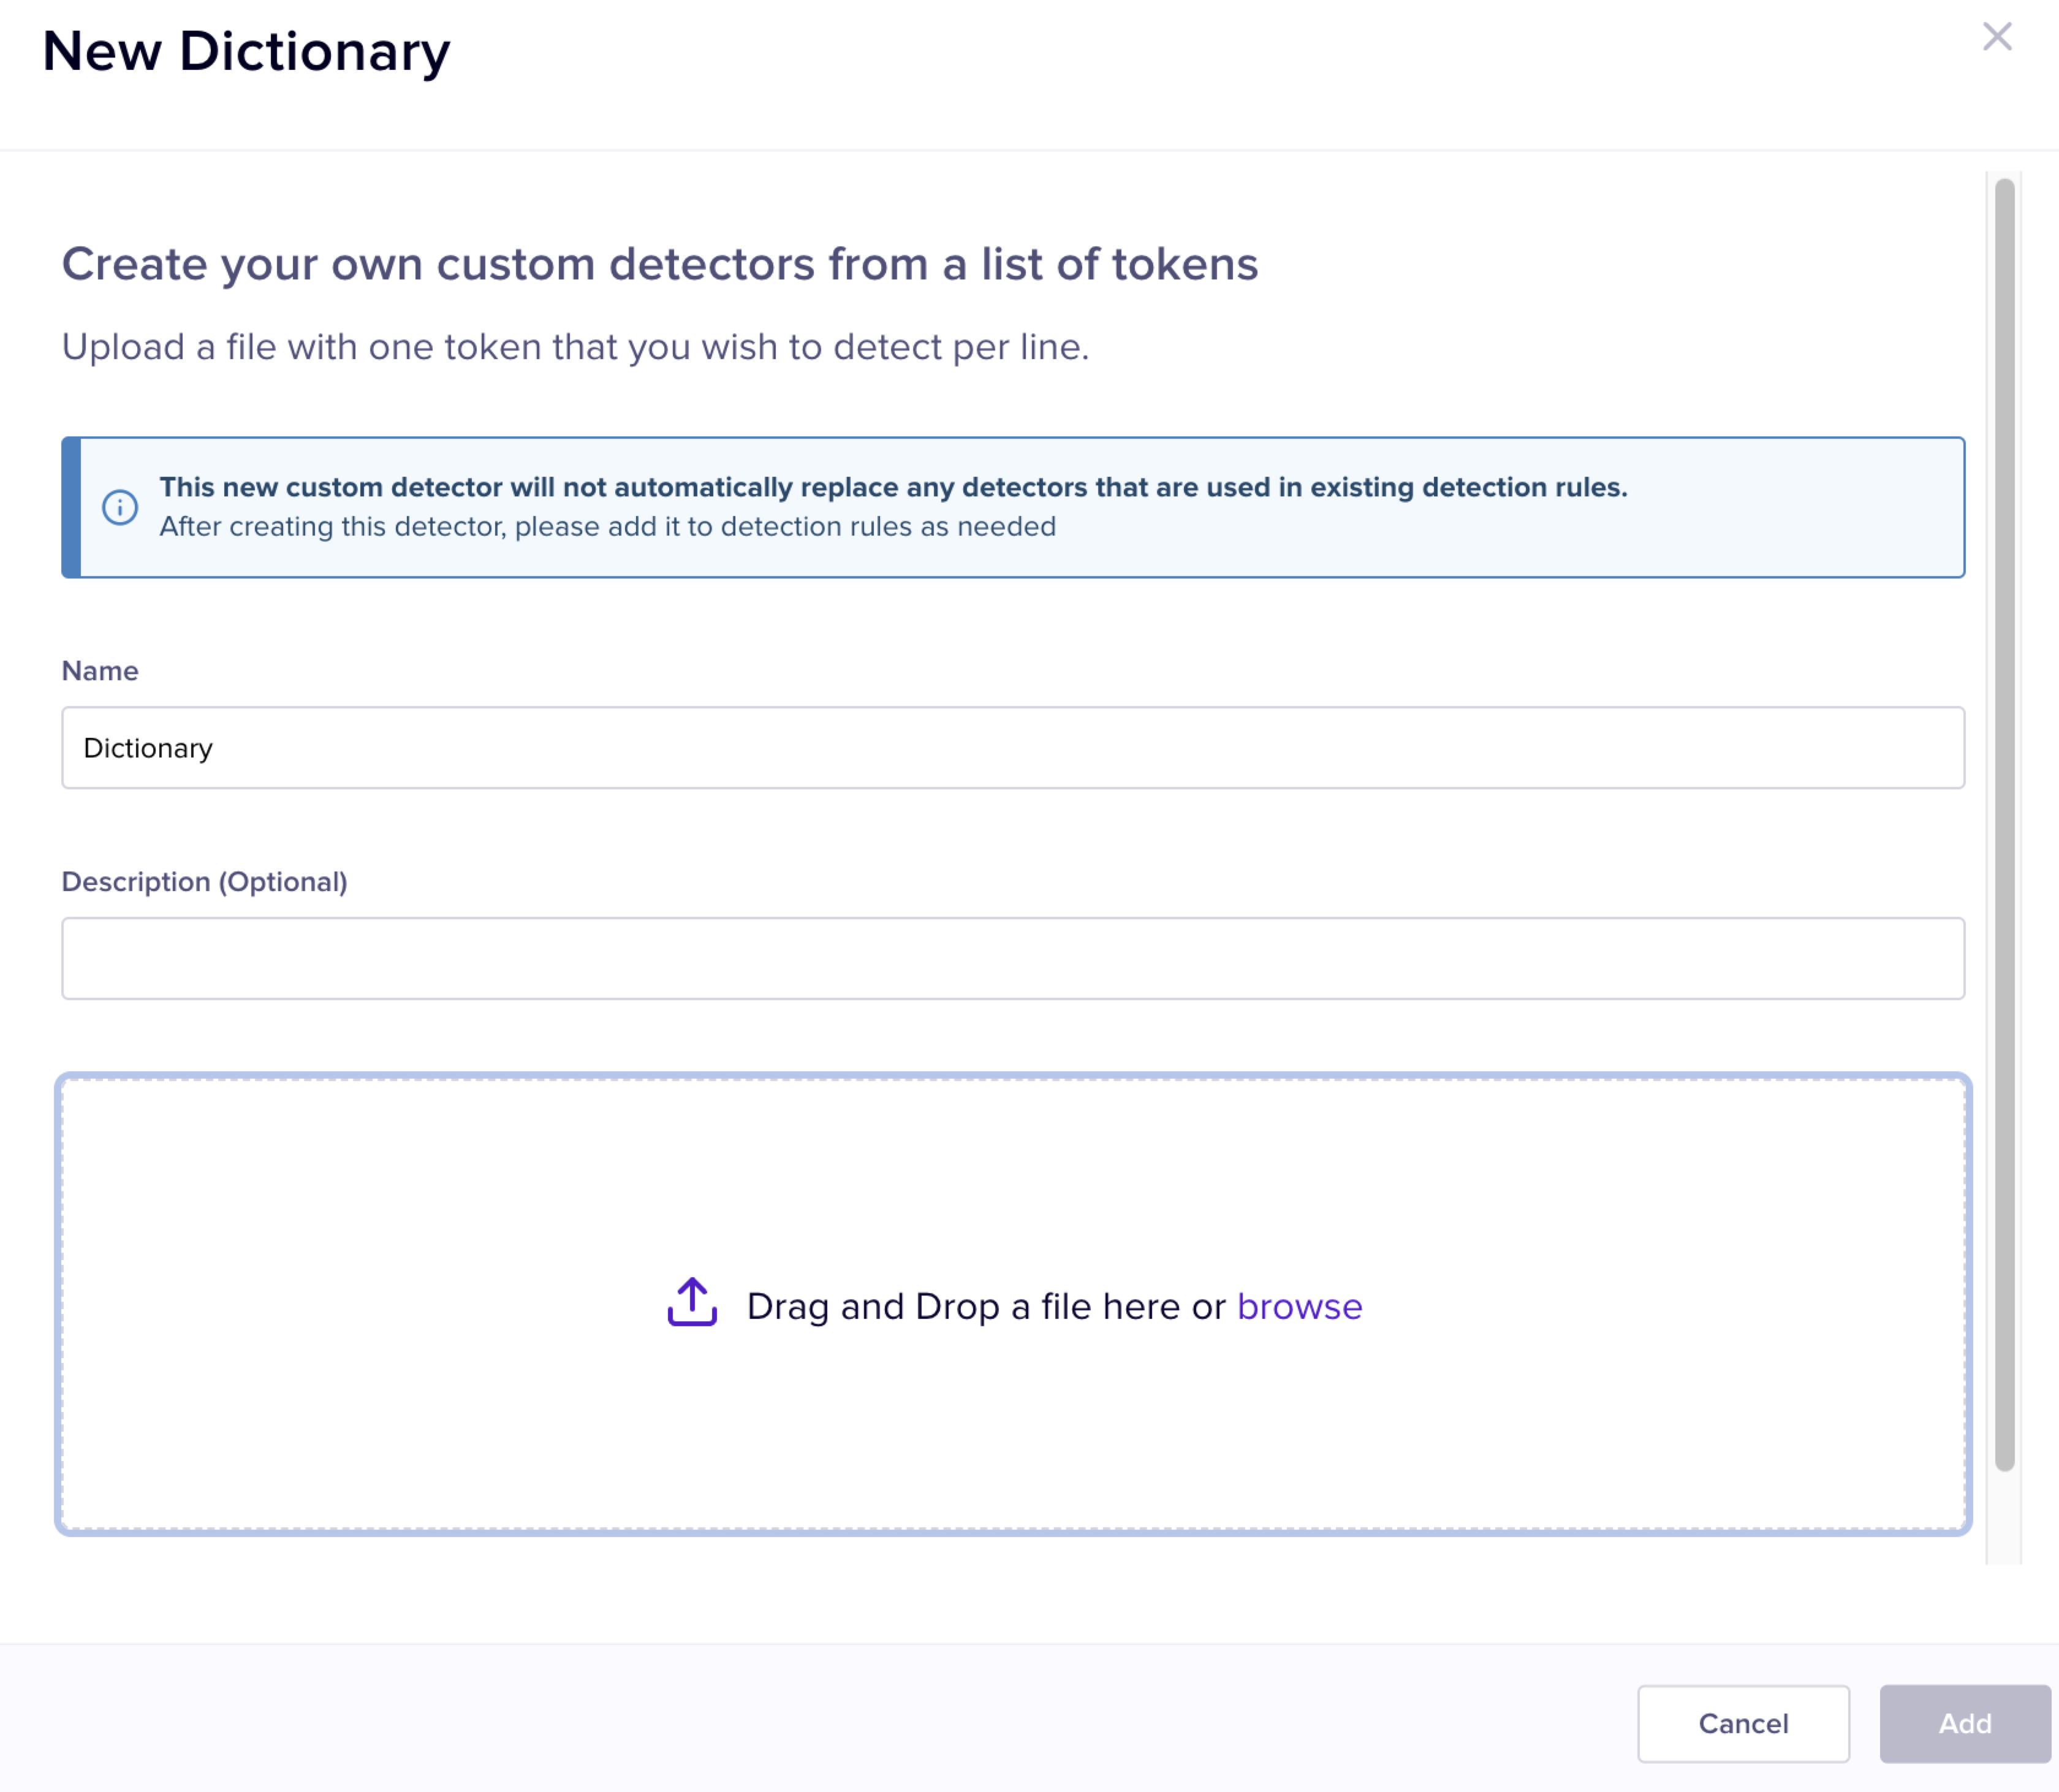 New Dictionary
Create your own custom detectors from a list of tokens
Upload a file with one token that you wish to detect per line.
This new custom detector will not automatically replace any detectors that are used in existing detection rules.
After creating this detector, please add it to detection rules as needed
Name
Dictionary
Description (Optional)
Drag and Drop a file here or browse
Cancel
Add